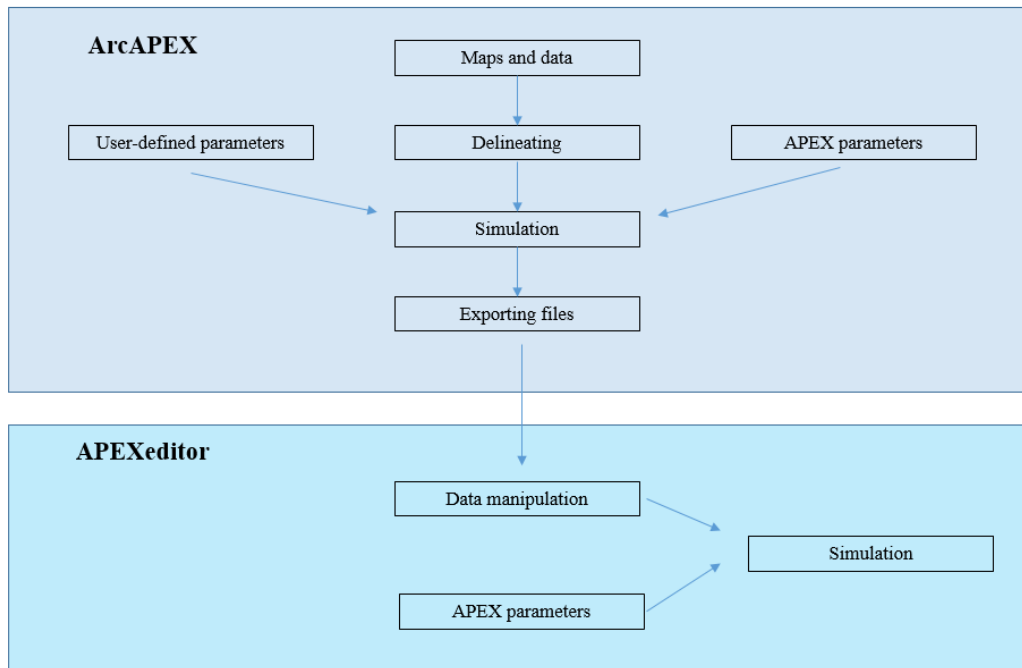 ArcAPEX
Maps and data
User-defined parameters
Delineating
APEX parameters
Simulation
Exporting files
APEXeditor
Data manipulation
Simulation
APEX parameters